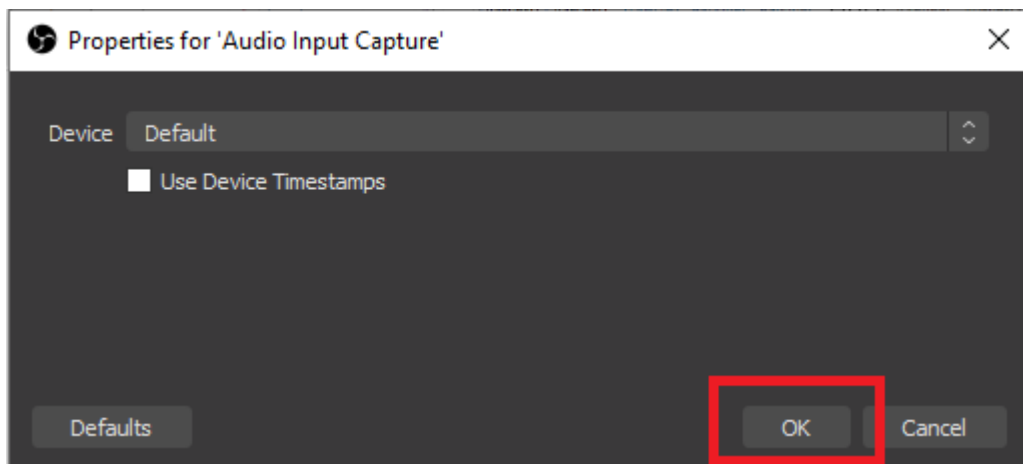 Properties for 'Audio Input Capture'
Device Default
Use Device Timestamps
Defaults OK Cancel